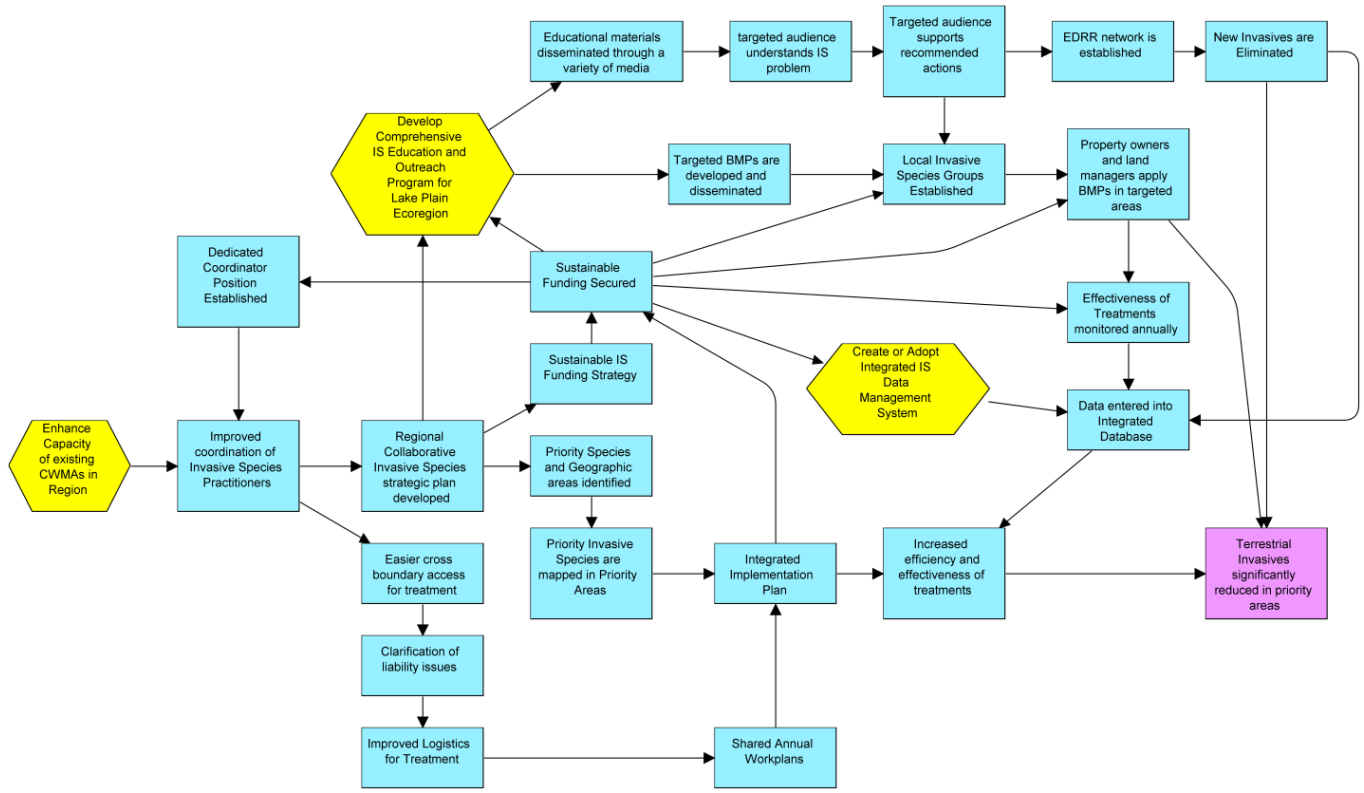 Educational materials
disseminated through a
variety of media
targeted audience
understands IS
problem
Targeted audience
supports
recommended
actions
EDRR network is
established
New Invasives are
Eliminated
Develop
Comprehensive
IS Education and
Outreach
Program for
Lake Plain
Ecoregion
Targeted BMPs are
developed and
disseminated
Local Invasive
Species Groups
Established
Property owners
and land
managers apply
BMPs in targeted
areas
Dedicated
Coordinator
Position
Established
Sustainable
Funding Secured
Effectiveness of
Treatments
monitored annually
Sustainable IS
Funding Strategy
Create or Adopt
Integrated IS
Data
Management
System
Data entered into
Integrated
Database
Enhance
Capacity
of existing
CWMAs in
Region
Improved
coordination of
Invasive Species
Practitioners
Regional
Collaborative
Invasive Species
strategic plan
developed
Priority Species
and Geographic
areas identified
Easier cross
boundary access
for treatment
Priority Invasive
Species are
mapped in Priority
Areas
Integrated
Implementation
Plan
Increased
efficiency and
effectiveness of
treatments
Terrestrial
Invasives
significantly
reduced in priority
areas
Clarification of
liability issues
Improved Logistics
for Treatment
Shared Annual
Workplans